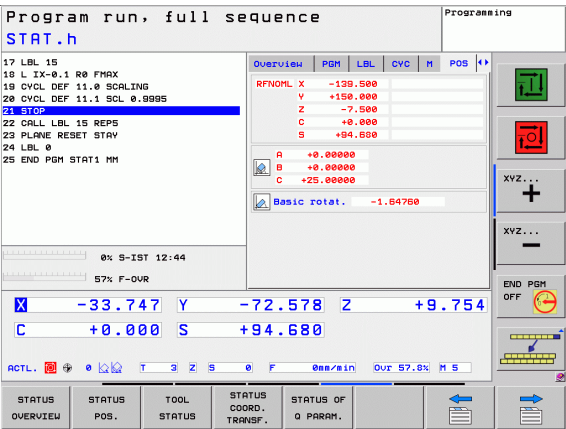 Program run, full sequence
Programming
STAT.h
17 LBL 15
18 L IX-0.1 R0 FMAX
19 CYCL DEF 11.0 SCALING
20 CYCL DEF 11.1 SCL 0.9995
21 STOP
22 CALL LBL 15 REP5
23 PLANE RESET STAY
24 LBL 0
25 END PGM STAT1 MM
0% S-IST 12:44
57% F-OVR
Overview PGM LBL CYC M POS
RFNOML X -139.500
Y +150.000
Z -7.500
C +0.000
S +94.680
A +0.00000
B +0.00000
C +25.00000
Basic rotat. -1.64760
X -33.747 Y -72.578 Z +9.754
C +0.000 S +94.680
ACTL. 0 T 3 Z S 0 F 0mm/min Ovr 57.8% M 5
XYZ...
+
XYZ...
−
END PGM
OFF
STATUS OVERVIEW
STATUS POS.
TOOL STATUS
STATUS COORD. TRANSF.
STATUS OF Q PARAM.